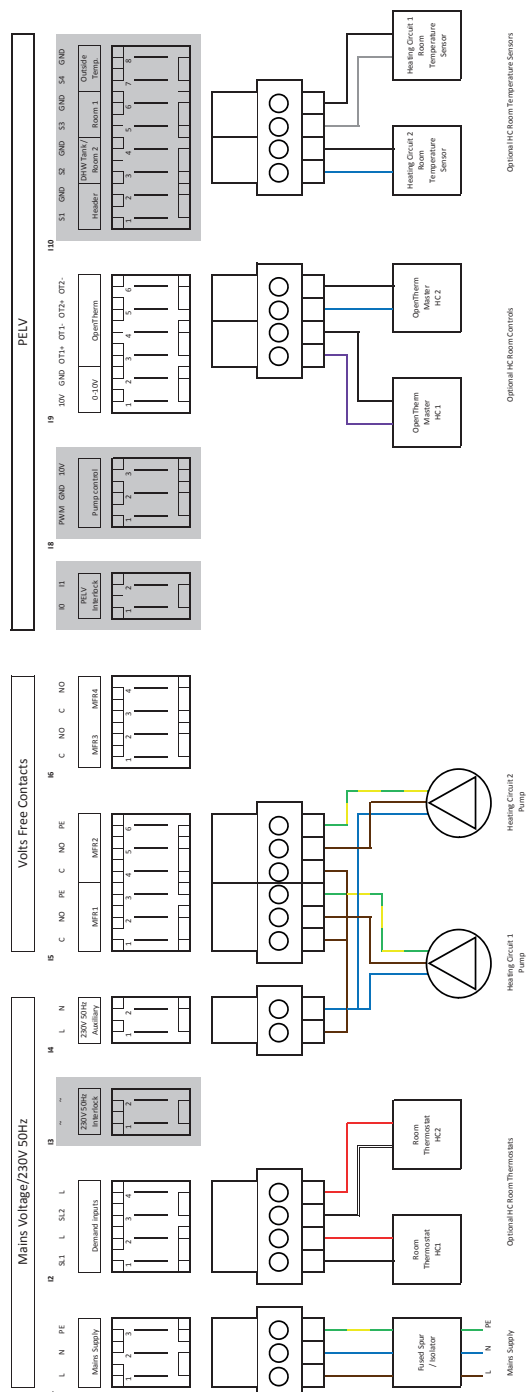 Mains Voltage/230V 50Hz
Volts Free Contacts
PELV
I2
I3
I4
I5
I6
I8
I9
I10
L N PE
SL1 L SL2 L
~ ~
L N
C NO PE C NO PE
C NO C NO
I0 I1
PWM GND 10V
10V GND OT1+ OT1- OT2+ OT2-
S1 GND S2 GND S3 GND S4 GND
Mains Supply
Demand inputs
230V 50Hz
Interlock
230V 50Hz
Auxiliary
MFR1
MFR2
MFR3
MFR4
PELV
Interlock
Pump control
0-10V
OpenTherm
Header
DHW Tank/
Room 2
Room 1
Outside
Temp.
1 2 3
1 2 3 4
1 2
1 2
1 2 3 4 5 6
1 2 3 4
1 2
1 2 3
1 2 3 4 5 6
1 2 3 4 5 6 7 8
Fused Spur
/ Isolator
Room
Thermostat
HC1
Room
Thermostat
HC2
OpenTherm
Master
HC1
OpenTherm
Master
HC2
Heating Circuit 2
Room
Temperature
Sensor
Heating Circuit 1
Room
Temperature
Sensor
L N PE
Mains Supply
Optional HC Room Thermostats
Heating Circuit 1
Pump
Heating Circuit 2
Pump
Optional HC Room Controls
Optional HC Room Temperature Sensors